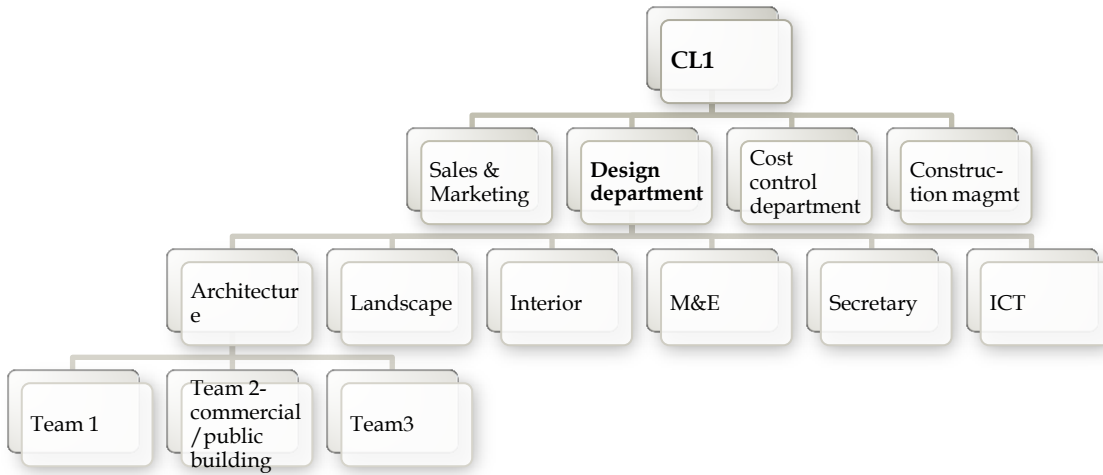 CL1
Sales &
Marketing
Design
department
Cost
control
department
Construc-
tion magmt
Architectur
e
Landscape
Interior
M&E
Secretary
ICT
Team 1
Team 2-
commercial
/public
building
Team3